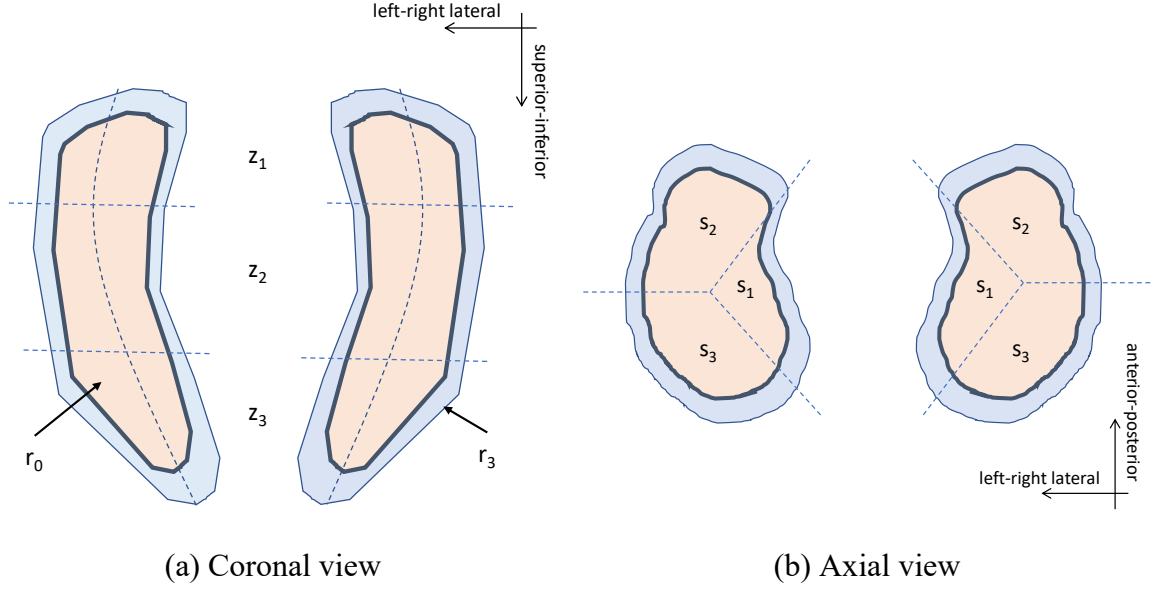 left-right lateral
superior-inferior
z1
z2
z3
r0
r3
s2
s1
s3
s2
s1
s3
anterior-posterior
left-right lateral
(a) Coronal view
(b) Axial view